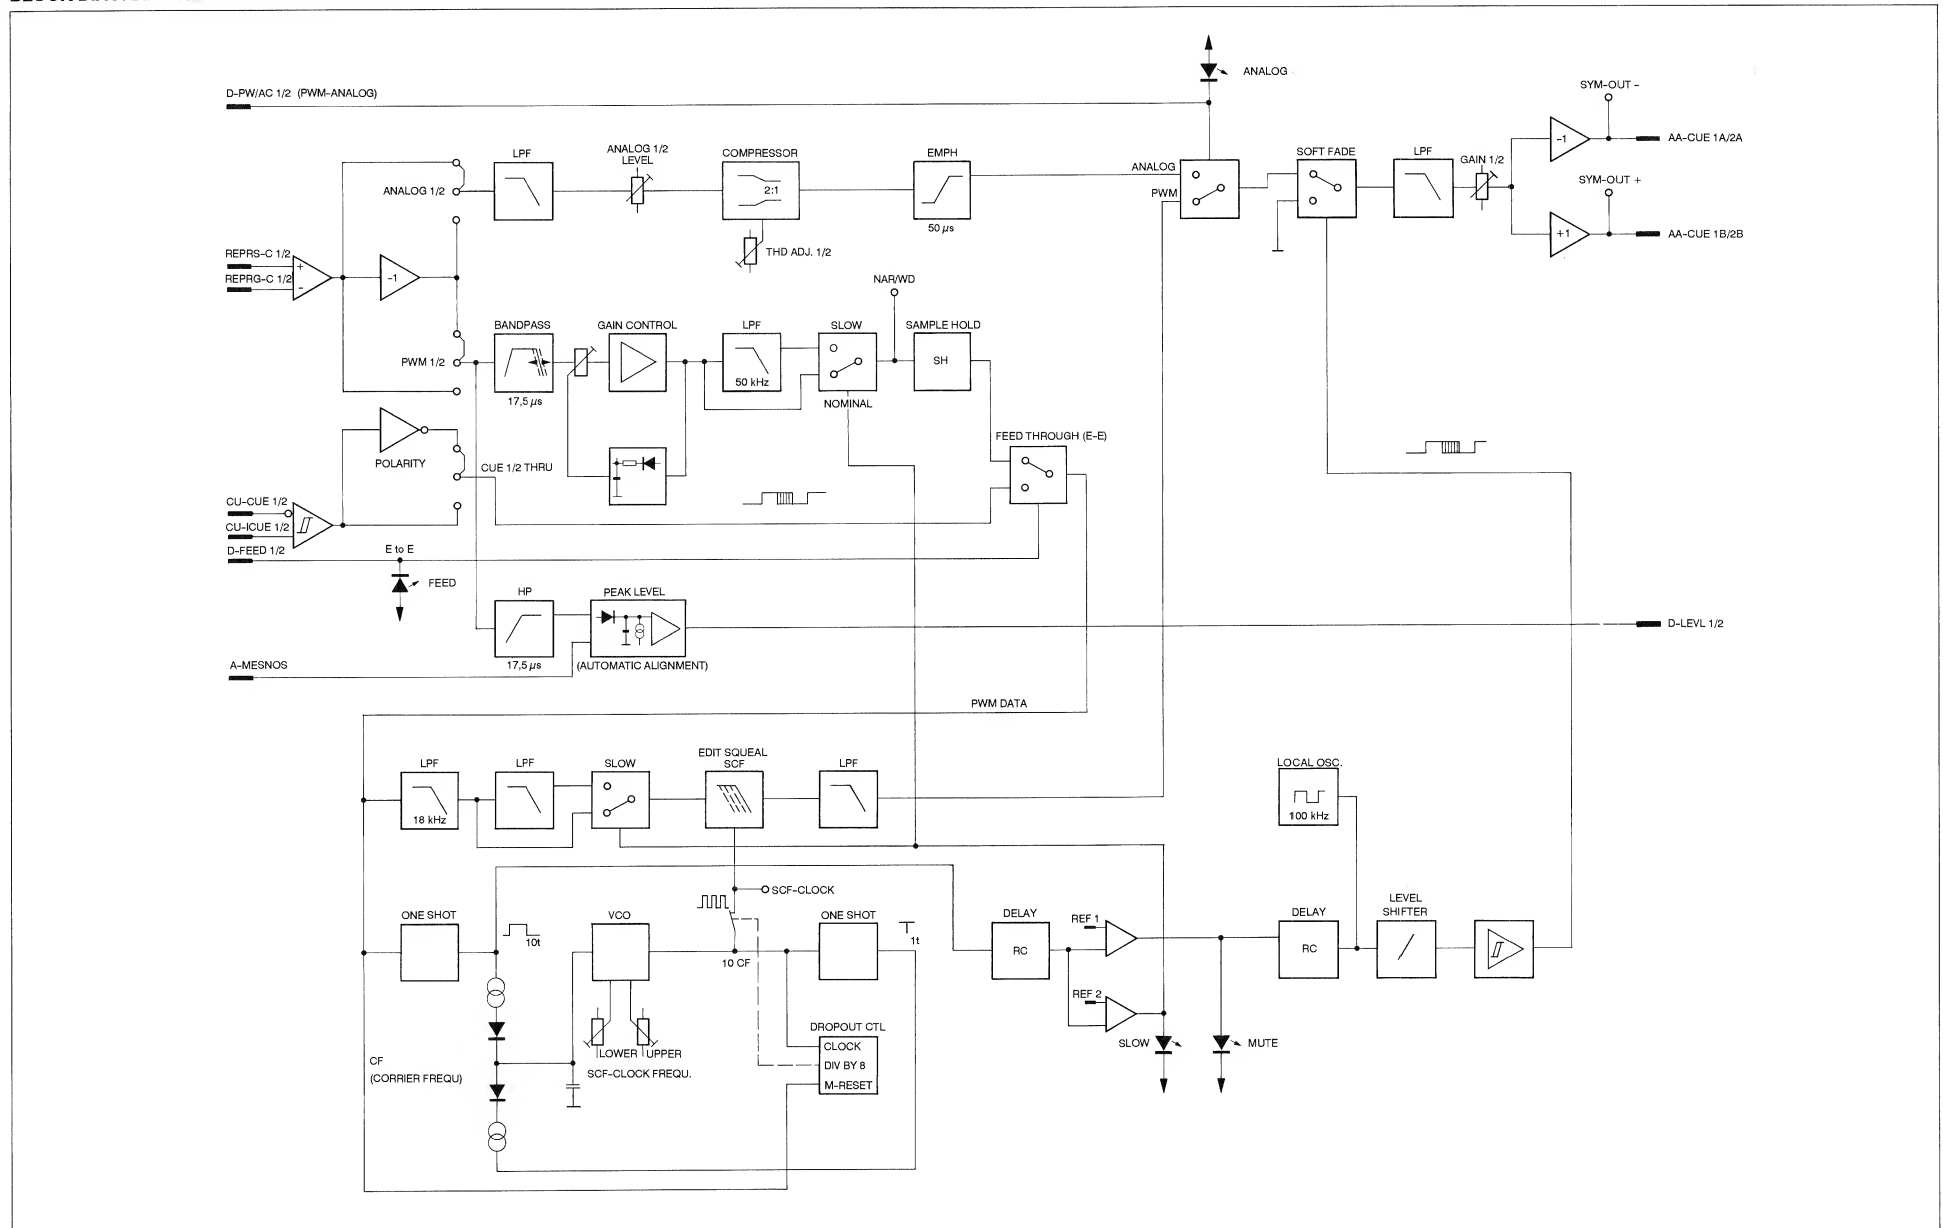 ANALOG
D-PW/AC 1/2 (PWM-ANALOG)
SYM-OUT -
-1
AA-CUE 1A/2A
LPF
ANALOG 1/2
LEVEL
COMPRESSOR
2:1
EMPH
50 µs
ANALOG
PWM
SOFT FADE
LPF
GAIN 1/2
SYM-OUT +
+1
AA-CUE 1B/2B
ANALOG 1/2
THD ADJ. 1/2
REPRS-C 1/2
REPRG-C 1/2
+
-
-1
NAR/WD
BANDPASS
17,5 µs
GAIN CONTROL
LPF
50 kHz
SLOW
NOMINAL
SAMPLE HOLD
SH
PWM 1/2
POLARITY
CUE 1/2 THRU
FEED THROUGH (E-E)
CU-CUE 1/2
CU-ICUE 1/2
D-FEED 1/2
E to E
FEED
HP
17,5 µs
PEAK LEVEL
(AUTOMATIC ALIGNMENT)
D-LEVL 1/2
A-MESNOS
PWM DATA
LPF
18 kHz
LPF
SLOW
EDIT SQUEAL
SCF
LPF
LOCAL OSC.
100 kHz
SCF-CLOCK
ONE SHOT
10t
VCO
10 CF
ONE SHOT
1t
DELAY
RC
REF 1
REF 2
DELAY
RC
LEVEL
SHIFTER
SLOW
MUTE
LOWER
UPPER
SCF-CLOCK FREQU.
DROPOUT CTL
CLOCK
DIV BY 8
M-RESET
CF
(CORRIER FREQU)